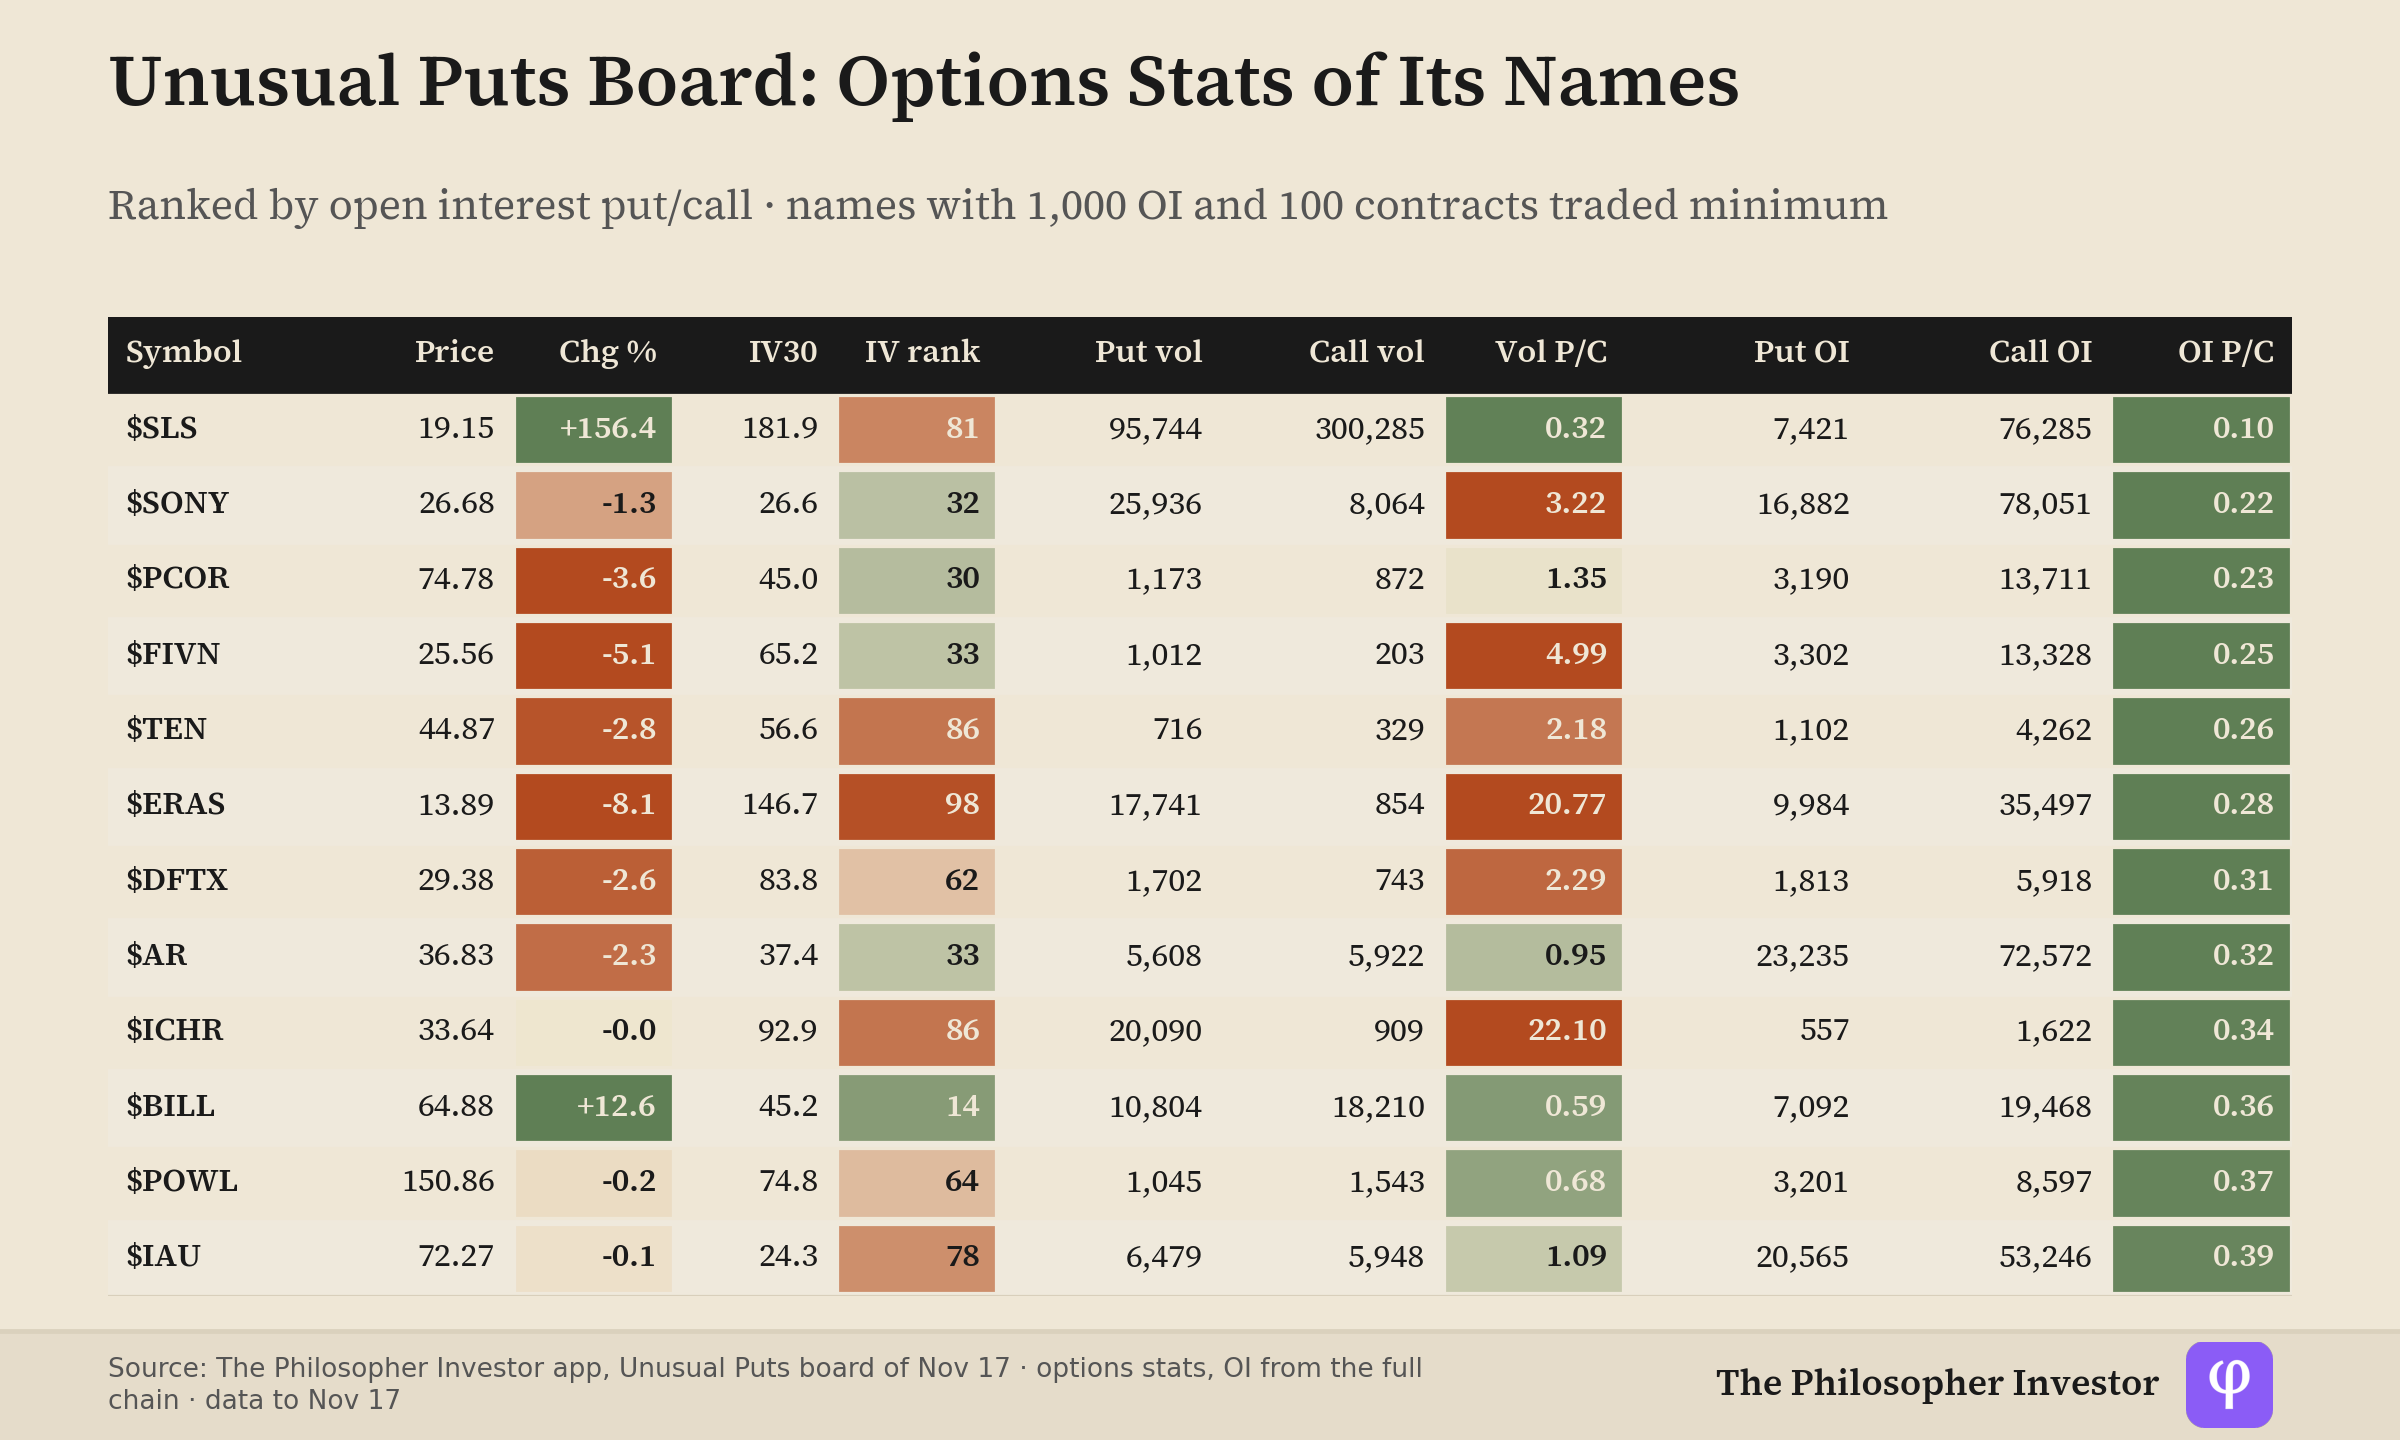 Unusual Puts Board: Options Stats of Its Names
Ranked by open interest put/call · names with 1,000 OI and 100 contracts traded minimum
Symbol Price Chg % IV30 IV rank Put vol Call vol Vol P/C Put OI Call OI OI P/C
$SLS 19.15 +156.4 181.9 81 95,744 300,285 0.32 7,421 76,285 0.10
$SONY 26.68 -1.3 26.6 32 25,936 8,064 3.22 16,882 78,051 0.22
$PCOR 74.78 -3.6 45.0 30 1,173 872 1.35 3,190 13,711 0.23
$FIVN 25.56 -5.1 65.2 33 1,012 203 4.99 3,302 13,328 0.25
$TEN 44.87 -2.8 56.6 86 716 329 2.18 1,102 4,262 0.26
$ERAS 13.89 -8.1 146.7 98 17,741 854 20.77 9,984 35,497 0.28
$DFTX 29.38 -2.6 83.8 62 1,702 743 2.29 1,813 5,918 0.31
$AR 36.83 -2.3 37.4 33 5,608 5,922 0.95 23,235 72,572 0.32
$ICHR 33.64 -0.0 92.9 86 20,090 909 22.10 557 1,622 0.34
$BILL 64.88 +12.6 45.2 14 10,804 18,210 0.59 7,092 19,468 0.36
$POWL 150.86 -0.2 74.8 64 1,045 1,543 0.68 3,201 8,597 0.37
$IAU 72.27 -0.1 24.3 78 6,479 5,948 1.09 20,565 53,246 0.39
Source: The Philosopher Investor app, Unusual Puts board of Nov 17 · options stats, OI from the full
chain · data to Nov 17
The Philosopher Investor φ